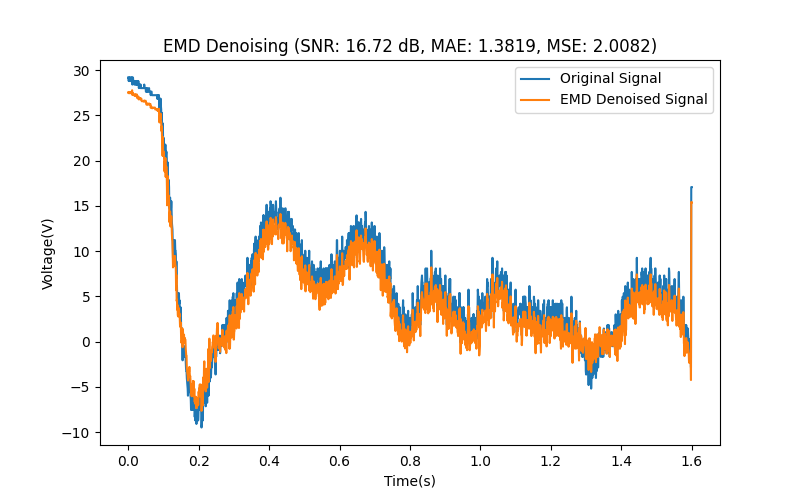 EMD Denoising (SNR: 16.72 dB, MAE: 1.3819, MSE: 2.0082)
Original Signal
EMD Denoised Signal
Voltage(V)
30
25
20
15
10
5
0
−5
−10
0.0 0.2 0.4 0.6 0.8 1.0 1.2 1.4 1.6
Time(s)